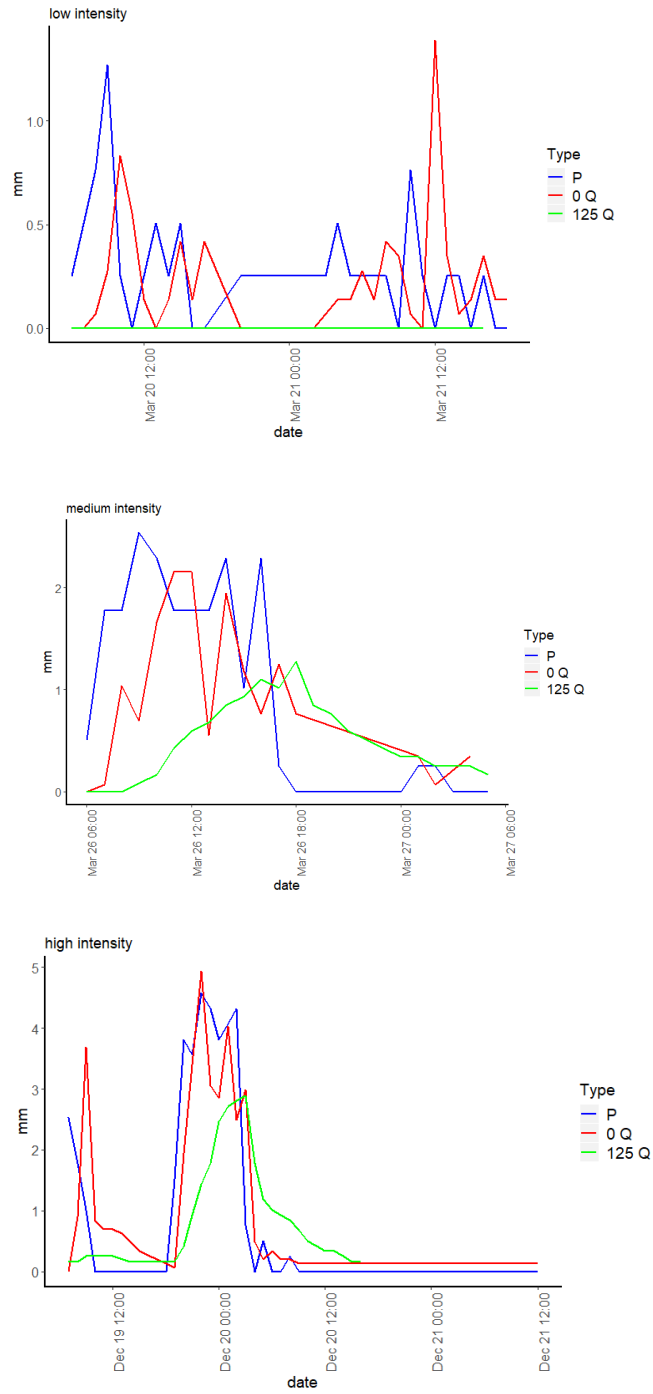 low intensity
1.0
0.5
0.0
mm
Mar 20 12:00
Mar 21 00:00
Mar 21 12:00
date
Type
P
0 Q
125 Q
medium intensity
2
1
0
mm
Mar 26 06:00
Mar 26 12:00
Mar 26 18:00
Mar 27 00:00
Mar 27 06:00
date
Type
P
0 Q
125 Q
high intensity
5
4
3
2
1
0
mm
Dec 19 12:00
Dec 20 00:00
Dec 20 12:00
Dec 21 00:00
Dec 21 12:00
date
Type
P
0 Q
125 Q